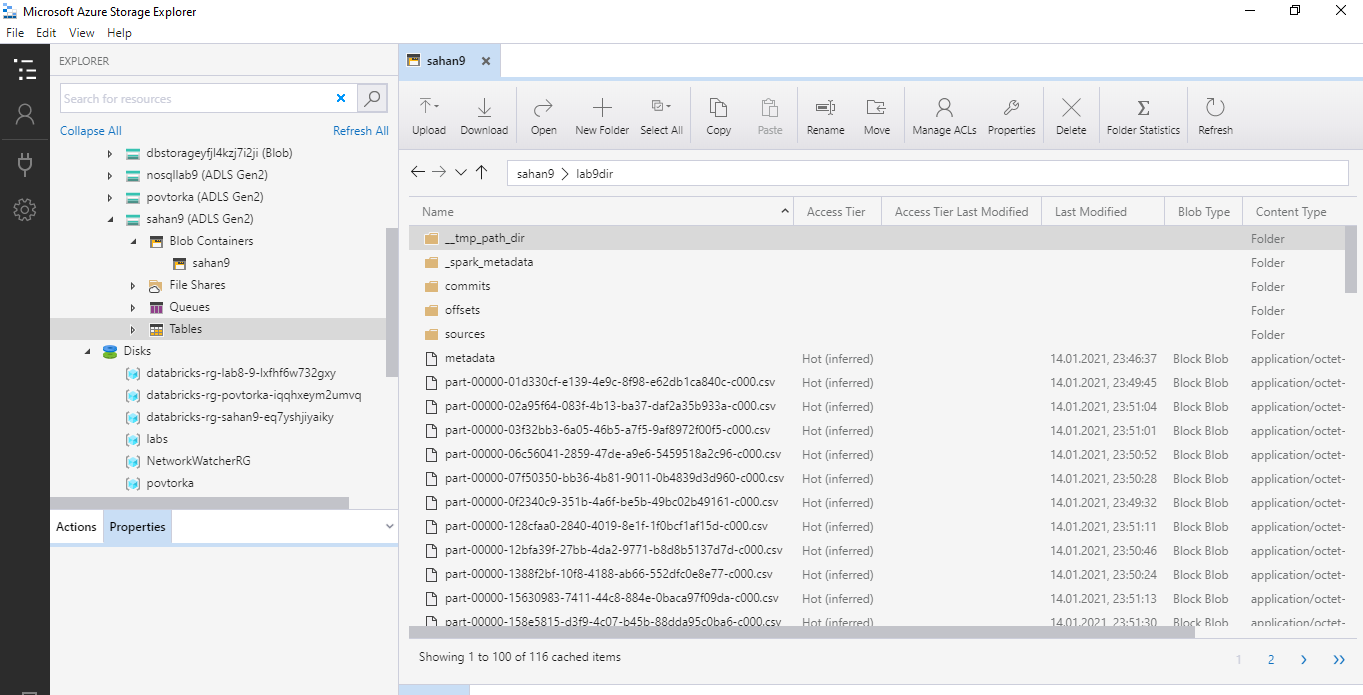 Microsoft Azure Storage Explorer
File Edit View Help
EXPLORER
Search for resources
Collapse All Refresh All
dbstorageyfjl4kzj7i2ji (Blob)
nosqllab9 (ADLS Gen2)
povtorka (ADLS Gen2)
sahan9 (ADLS Gen2)
Blob Containers
sahan9
File Shares
Queues
Tables
Disks
databricks-rg-lab8-9-lxfhf6w732gxy
databricks-rg-povtorka-iqqhxeym2umvq
databricks-rg-sahan9-eq7yshjiyaiky
labs
NetworkWatcherRG
povtorka
Actions Properties
sahan9
Upload Download Open New Folder Select All Copy Paste Rename Move Manage ACLs Properties Delete Folder Statistics Refresh
sahan9 lab9dir
Name Access Tier Access Tier Last Modified Last Modified Blob Type Content Type
__tmp_path_dir Folder
_spark_metadata Folder
commits Folder
offsets Folder
sources Folder
metadata Hot (inferred) 14.01.2021, 23:46:37 Block Blob application/octet-
part-00000-01d330cf-e139-4e9c-8f98-e62db1ca840c-c000.csv Hot (inferred) 14.01.2021, 23:49:45 Block Blob application/octet-
part-00000-02a95f64-083f-4b13-ba37-daf2a35b933a-c000.csv Hot (inferred) 14.01.2021, 23:51:04 Block Blob application/octet-
part-00000-03f32bb3-6a05-46b5-a7f5-9af8972f00f5-c000.csv Hot (inferred) 14.01.2021, 23:51:01 Block Blob application/octet-
part-00000-06c56041-2859-47de-a9e6-5459518a2c96-c000.csv Hot (inferred) 14.01.2021, 23:50:52 Block Blob application/octet-
part-00000-07f50350-bb36-4b81-9011-0b4839d3d960-c000.csv Hot (inferred) 14.01.2021, 23:50:28 Block Blob application/octet-
part-00000-0f2340c9-351b-4a6f-be5b-49bc02b49161-c000.csv Hot (inferred) 14.01.2021, 23:49:32 Block Blob application/octet-
part-00000-128cfaa0-2840-4019-8e1f-1f0bcf1af15d-c000.csv Hot (inferred) 14.01.2021, 23:51:11 Block Blob application/octet-
part-00000-12bfa39f-27bb-4da2-9771-b8d8b5137d7d-c000.csv Hot (inferred) 14.01.2021, 23:50:46 Block Blob application/octet-
part-00000-1388f2bf-10f8-4188-ab66-552dfc0e8e77-c000.csv Hot (inferred) 14.01.2021, 23:50:24 Block Blob application/octet-
part-00000-15630983-7411-44c8-884e-0baca97f09da-c000.csv Hot (inferred) 14.01.2021, 23:51:13 Block Blob application/octet-
part-00000-158e5815-d3f9-4c07-b45b-88dda95c0ba6-c000.csv Hot (inferred) 14.01.2021, 23:51:30 Block Blob application/octet-
Showing 1 to 100 of 116 cached items 1 2